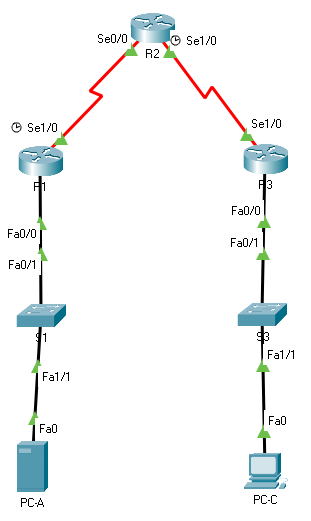 Se0/0
Se1/0
R2
Se1/0
Se1/0
R1
R3
Fa0/0
Fa0/0
Fa0/1
Fa0/1
S1
S3
Fa1/1
Fa1/1
Fa0
Fa0
PC-A
PC-C